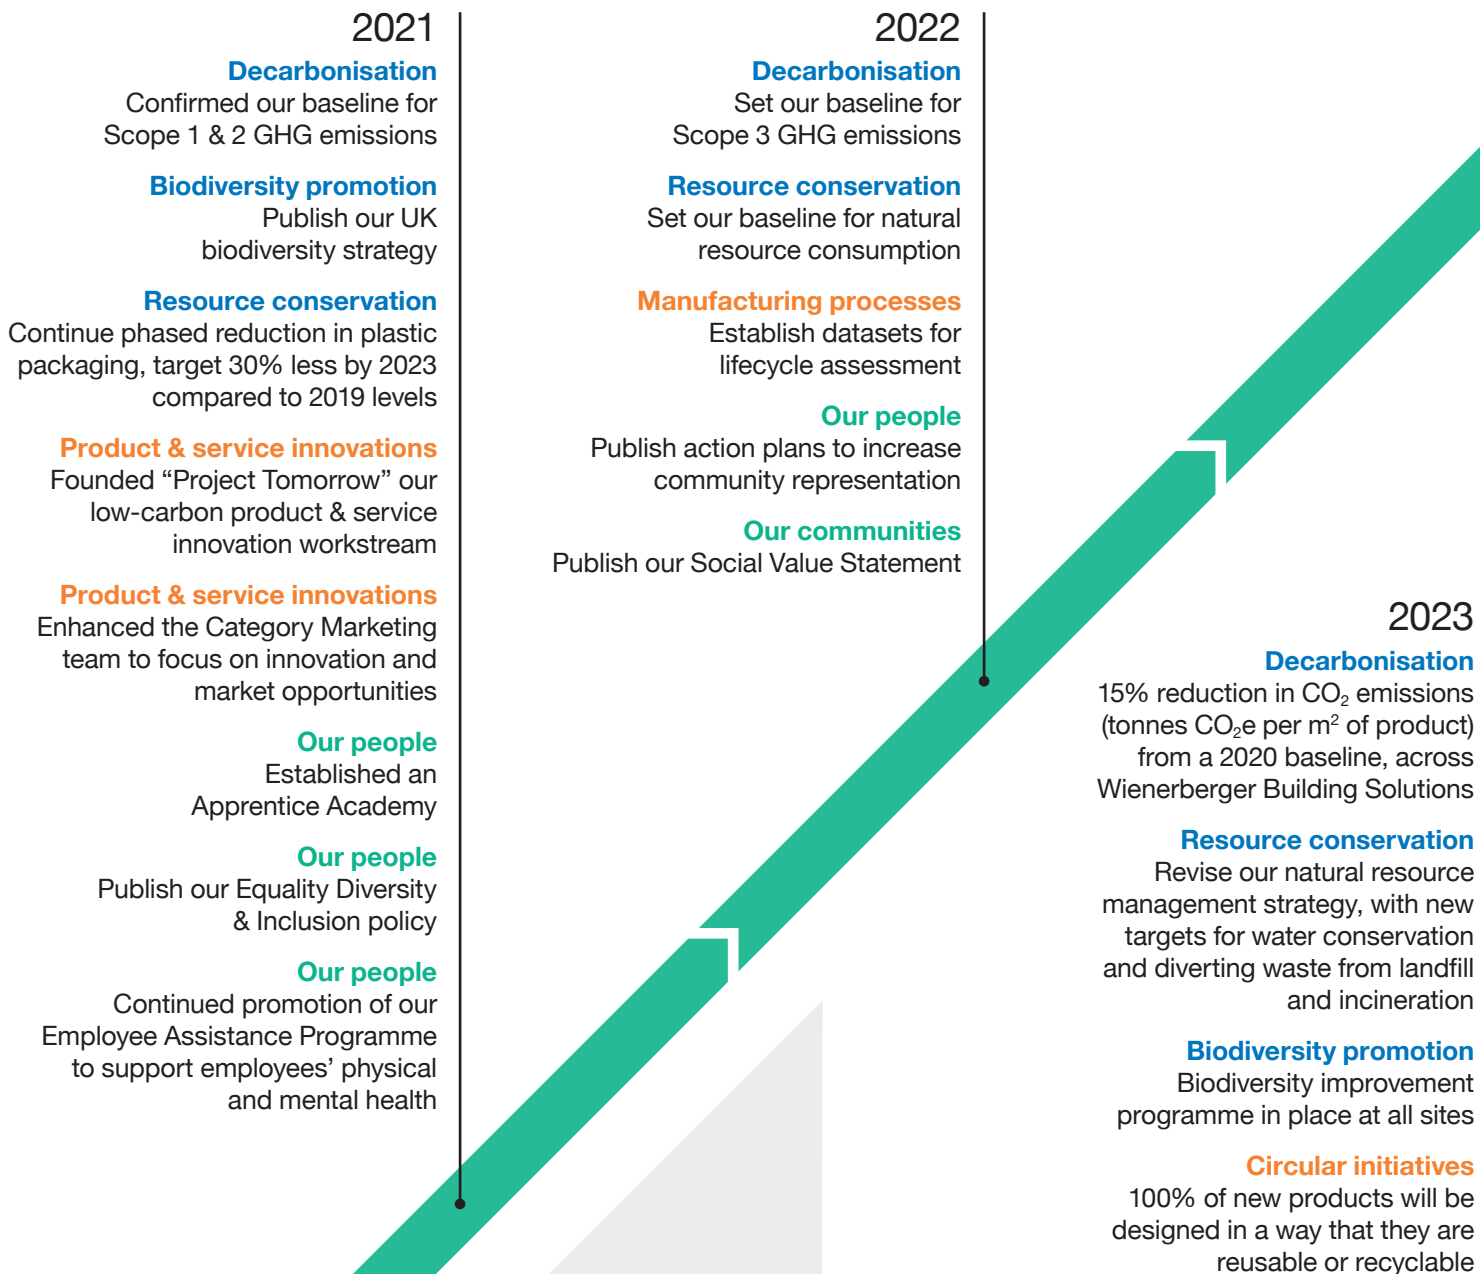 2021
Decarbonisation
Confirmed our baseline for
Scope 1 & 2 GHG emissions
Biodiversity promotion
Publish our UK
biodiversity strategy
Resource conservation
Continue phased reduction in plastic
packaging, target 30% less by 2023
compared to 2019 levels
Product & service innovations
Founded “Project Tomorrow” our
low-carbon product & service
innovation workstream
Product & service innovations
Enhanced the Category Marketing
team to focus on innovation and
market opportunities
Our people
Established an
Apprentice Academy
Our people
Publish our Equality Diversity
& Inclusion policy
Our people
Continued promotion of our
Employee Assistance Programme
to support employees’ physical
and mental health
2022
Decarbonisation
Set our baseline for
Scope 3 GHG emissions
Resource conservation
Set our baseline for natural
resource consumption
Manufacturing processes
Establish datasets for
lifecycle assessment
Our people
Publish action plans to increase
community representation
Our communities
Publish our Social Value Statement
2023
Decarbonisation
15% reduction in CO₂ emissions
(tonnes CO₂e per m² of product)
from a 2020 baseline, across
Wienerberger Building Solutions
Resource conservation
Revise our natural resource
management strategy, with new
targets for water conservation
and diverting waste from landfill
and incineration
Biodiversity promotion
Biodiversity improvement
programme in place at all sites
Circular initiatives
100% of new products will be
designed in a way that they are
reusable or recyclable